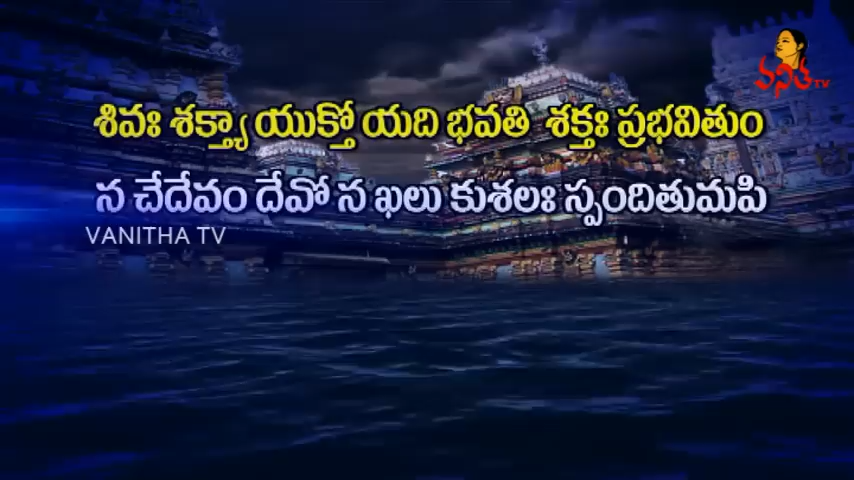 వనిత TV
శివః శక్త్యా యుక్తో యది భవతి శక్తః ప్రభవితుం
న చేదేవం దేవో న ఖలు కుశలః స్పందితుమపి
VANITHA TV